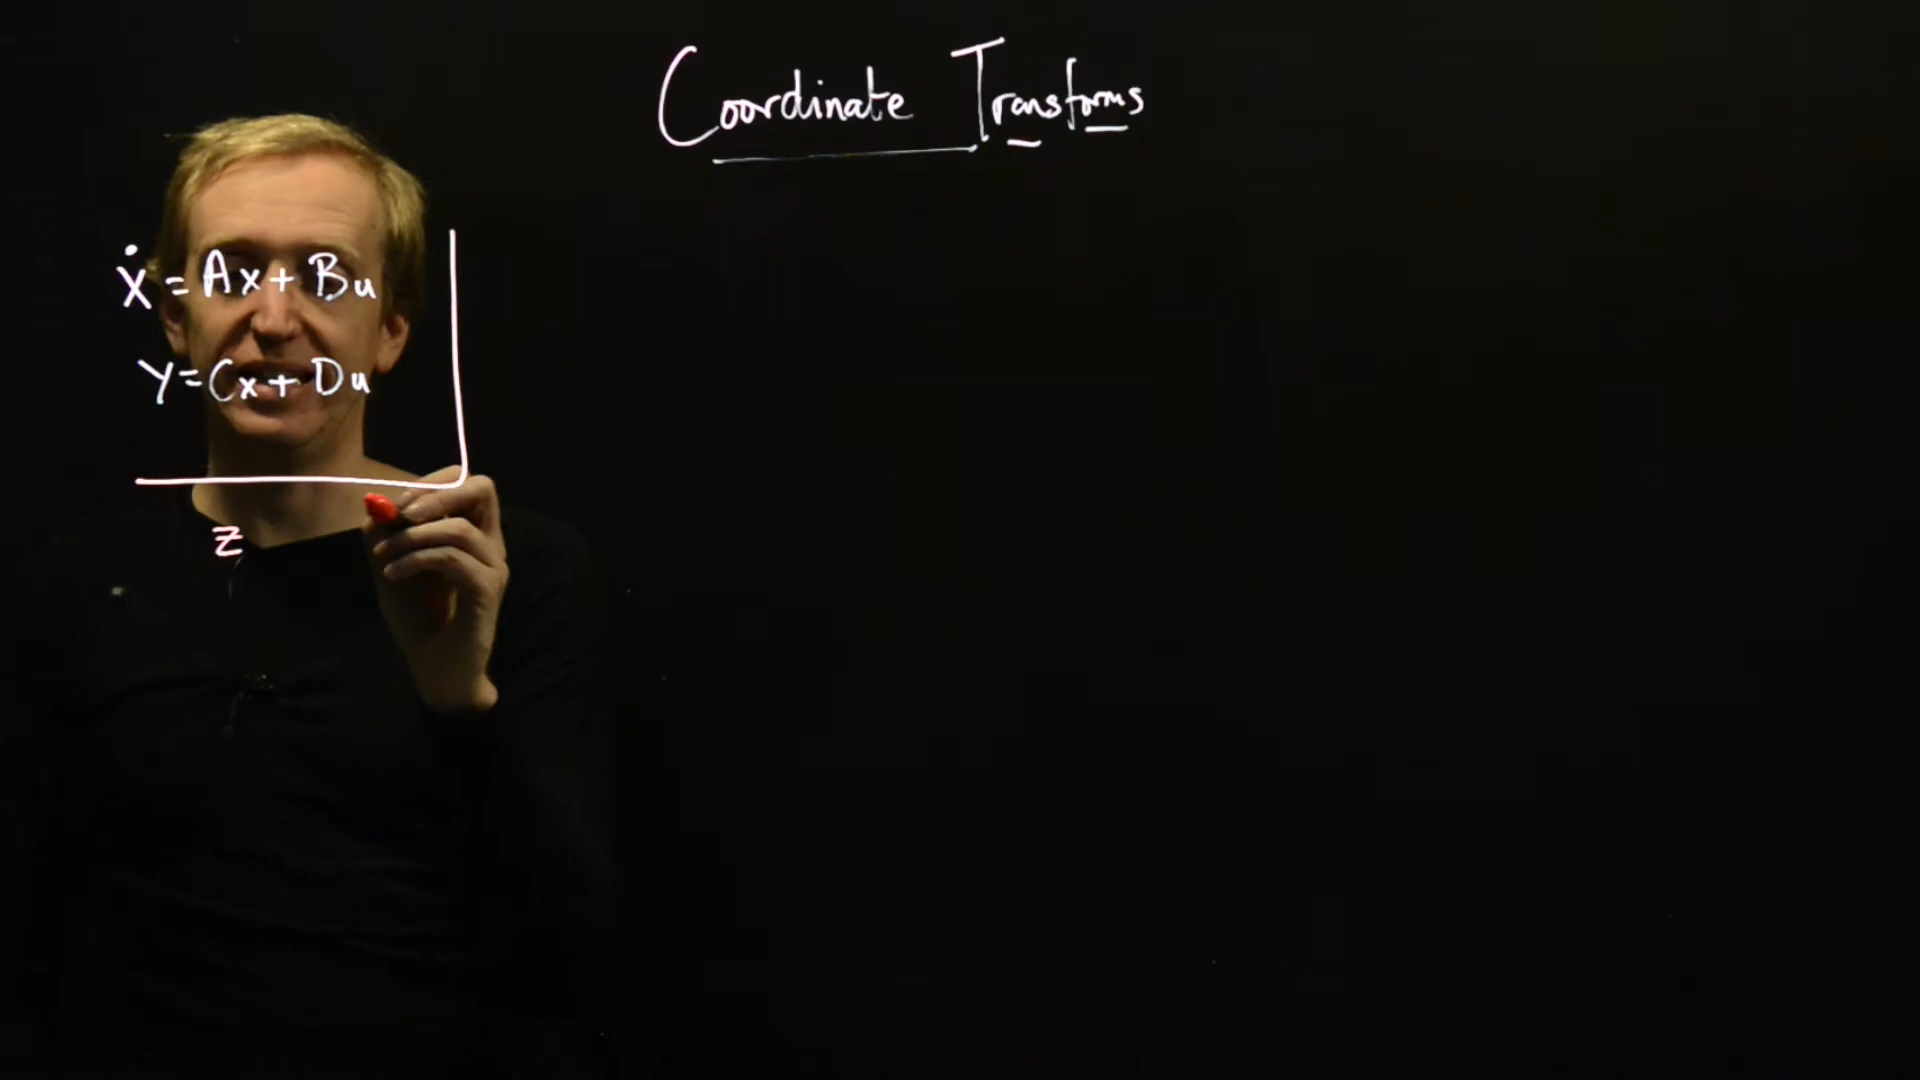 Coordinate Transforms
ẋ = Ax + Bu
y = Cx + Du
z